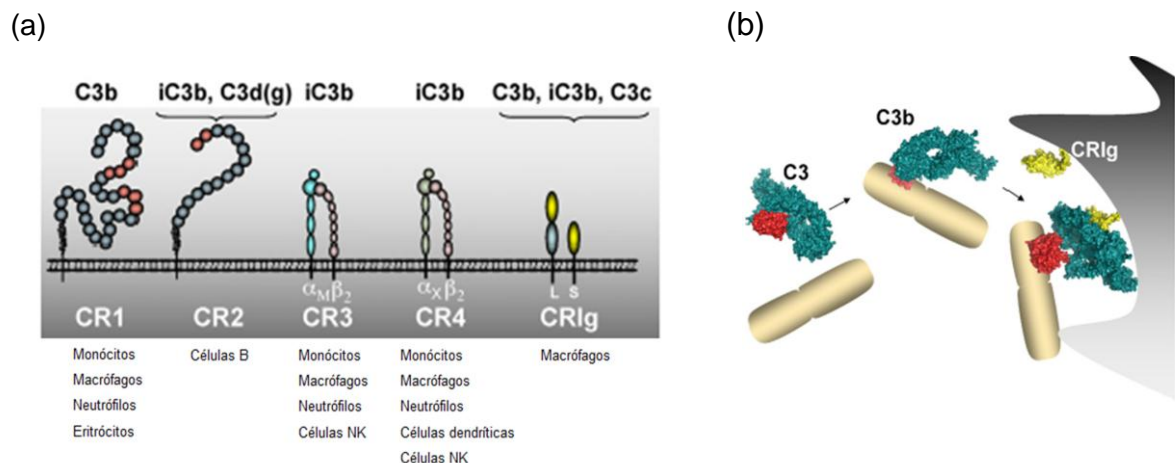 (a)
C3b iC3b, C3d(g) iC3b iC3b C3b, iC3b, C3c
αMβ2 αXβ2 L S
CR1 CR2 CR3 CR4 CRIg
Monócitos Células B Monócitos Monócitos Macrófagos
Macrófagos Macrófagos Macrófagos
Neutrófilos Neutrófilos Neutrófilos
Eritrócitos Células NK Células dendríticas
Células NK
(b)
C3b
CRIg
C3